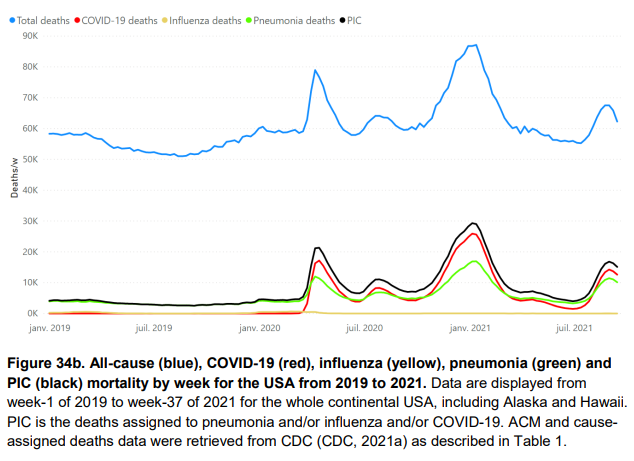 Total deaths COVID-19 deaths Influenza deaths Pneumonia deaths PIC
90K
80K
70K
60K
50K
40K
30K
20K
10K
0K
Deaths/w
janv. 2019 juil. 2019 janv. 2020 juil. 2020 janv. 2021 juil. 2021
Figure 34b. All-cause (blue), COVID-19 (red), influenza (yellow), pneumonia (green) and
PIC (black) mortality by week for the USA from 2019 to 2021. Data are displayed from
week-1 of 2019 to week-37 of 2021 for the whole continental USA, including Alaska and Hawaii.
PIC is the deaths assigned to pneumonia and/or influenza and/or COVID-19. ACM and cause-
assigned deaths data were retrieved from CDC (CDC, 2021a) as described in Table 1.